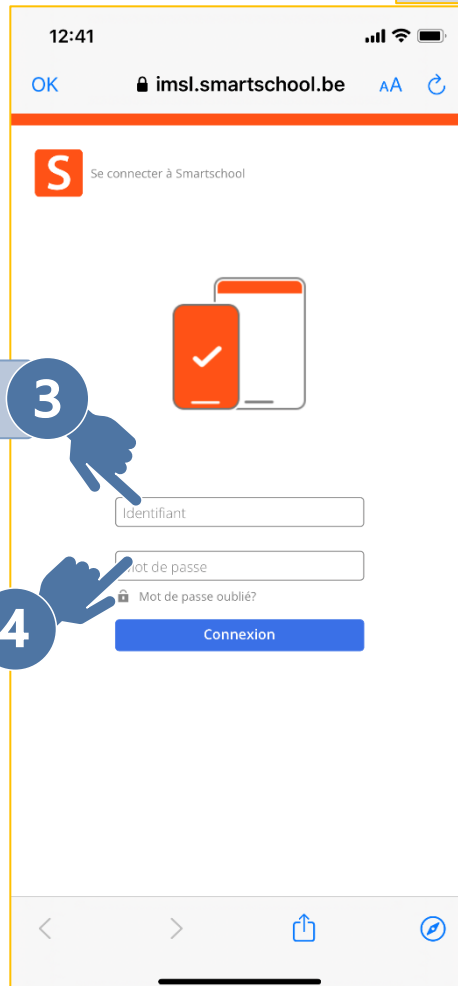 12:41
OK imsl.smartschool.be AA
S Se connecter à Smartschool
3
Identifiant
Mot de passe
Mot de passe oublié?
4
Connexion